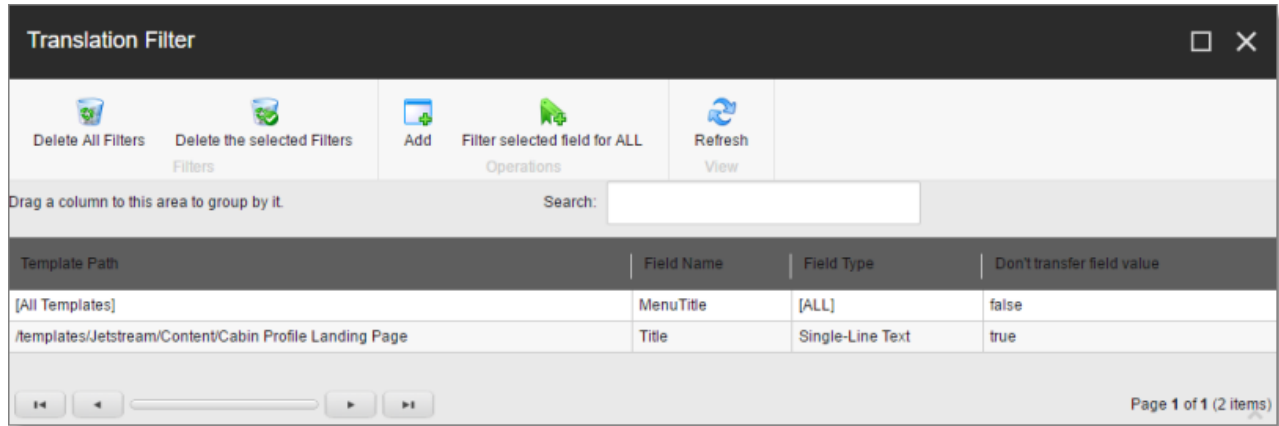 Translation Filter
Delete All Filters Delete the selected Filters Add Filter selected field for ALL Refresh
Filters Operations View
Drag a column to this area to group by it. Search:
Template Path Field Name Field Type Don't transfer field value
[All Templates] MenuTitle [ALL] false
/templates/Jetstream/Content/Cabin Profile Landing Page Title Single-Line Text true
Page 1 of 1 (2 items)